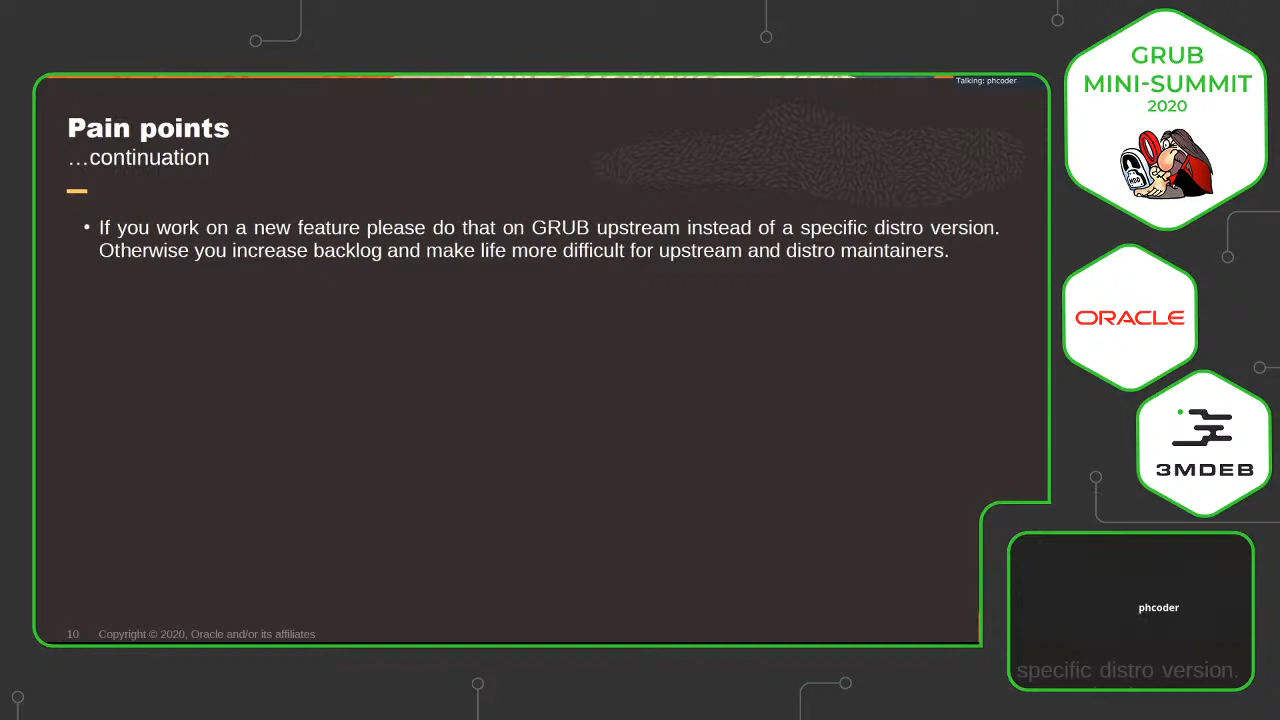 GRUB
MINI-SUMMIT
2020
Talking: phcoder
Pain points
...continuation
• If you work on a new feature please do that on GRUB upstream instead of a specific distro version.
Otherwise you increase backlog and make life more difficult for upstream and distro maintainers.
ORACLE
3MDEB
phcoder
specific distro version.
10 Copyright © 2020, Oracle and/or its affiliates